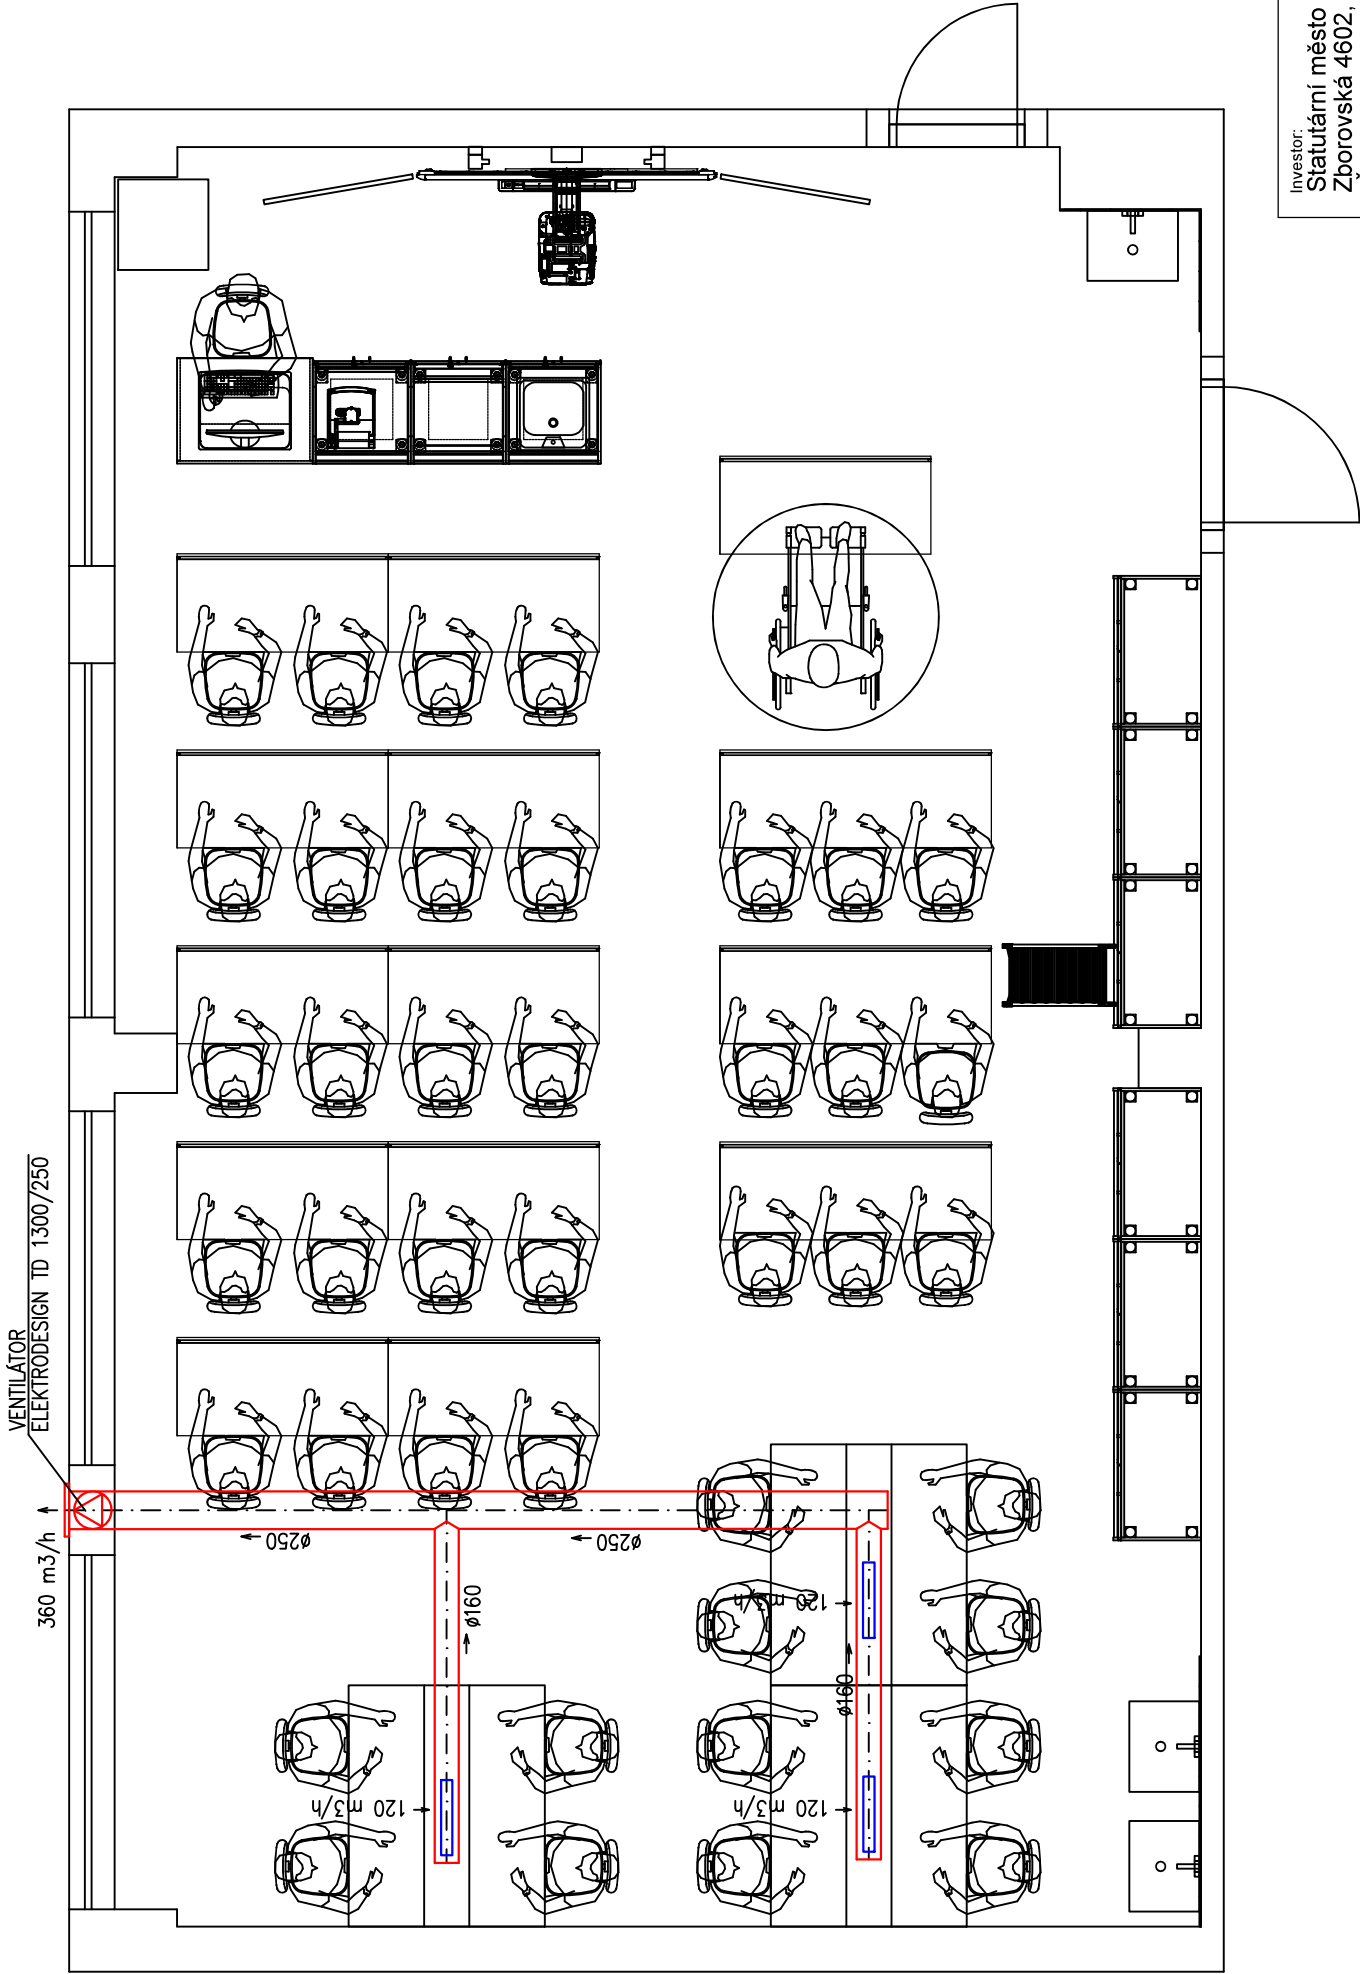 VENTILÁTOR
ELEKTRODESIGN TD 1300/250
360 m3/h
ø250
ø250
ø160
ø160
120 m3/h
120 m3/h
120 m3/h
Investor:
Statutární město
Zborovská 4602,